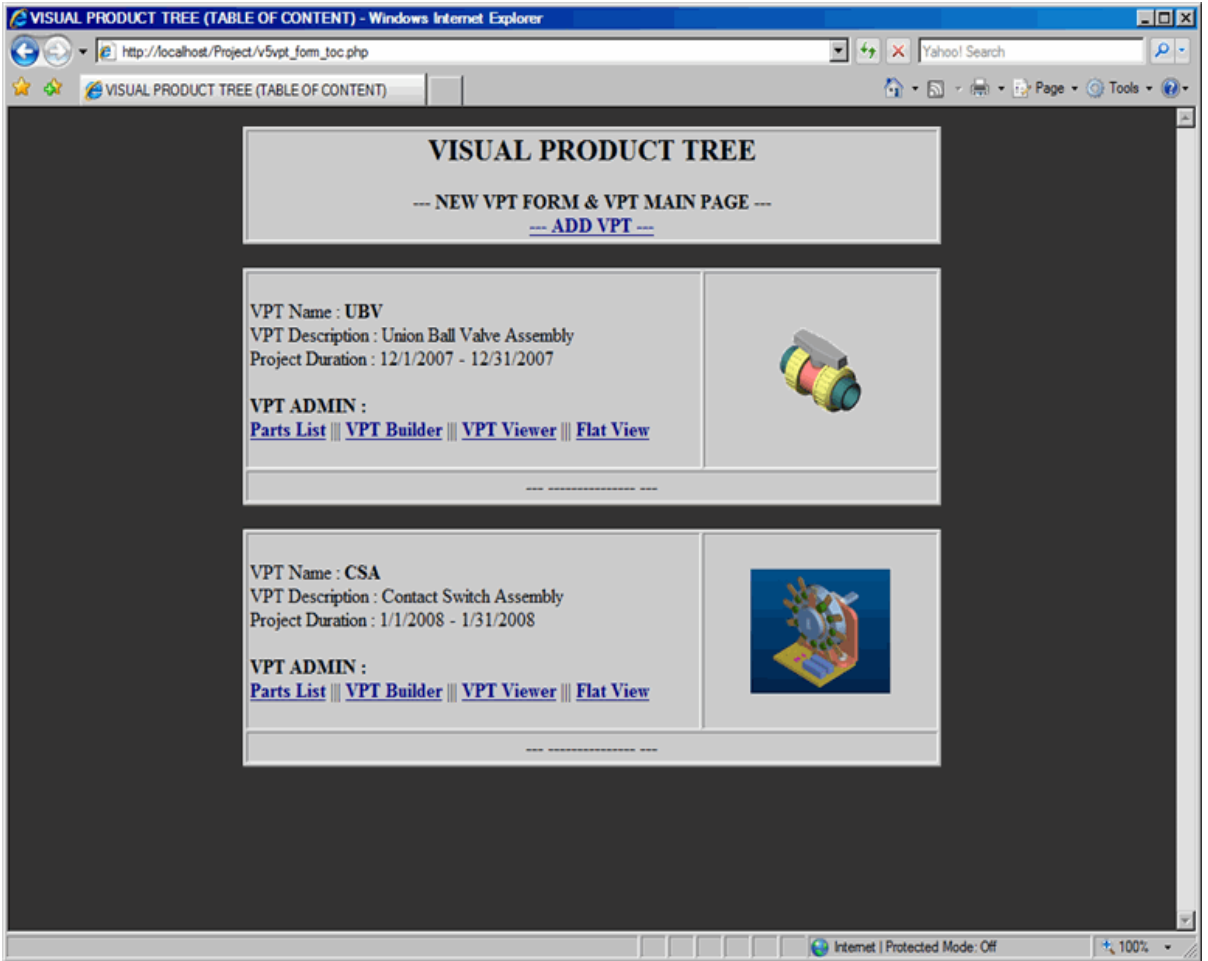 VISUAL PRODUCT TREE (TABLE OF CONTENT) - Windows Internet Explorer
http://localhost/Project/v5vpt_form_toc.php
Yahoo! Search
VISUAL PRODUCT TREE (TABLE OF CONTENT)
Page
Tools
VISUAL PRODUCT TREE
--- NEW VPT FORM & VPT MAIN PAGE ---
--- ADD VPT ---
VPT Name : UBV
VPT Description : Union Ball Valve Assembly
Project Duration : 12/1/2007 - 12/31/2007
VPT ADMIN :
Parts List ||| VPT Builder ||| VPT Viewer ||| Flat View
--- --------------- ---
VPT Name : CSA
VPT Description : Contact Switch Assembly
Project Duration : 1/1/2008 - 1/31/2008
VPT ADMIN :
Parts List ||| VPT Builder ||| VPT Viewer ||| Flat View
--- --------------- ---
Internet | Protected Mode: Off
100%